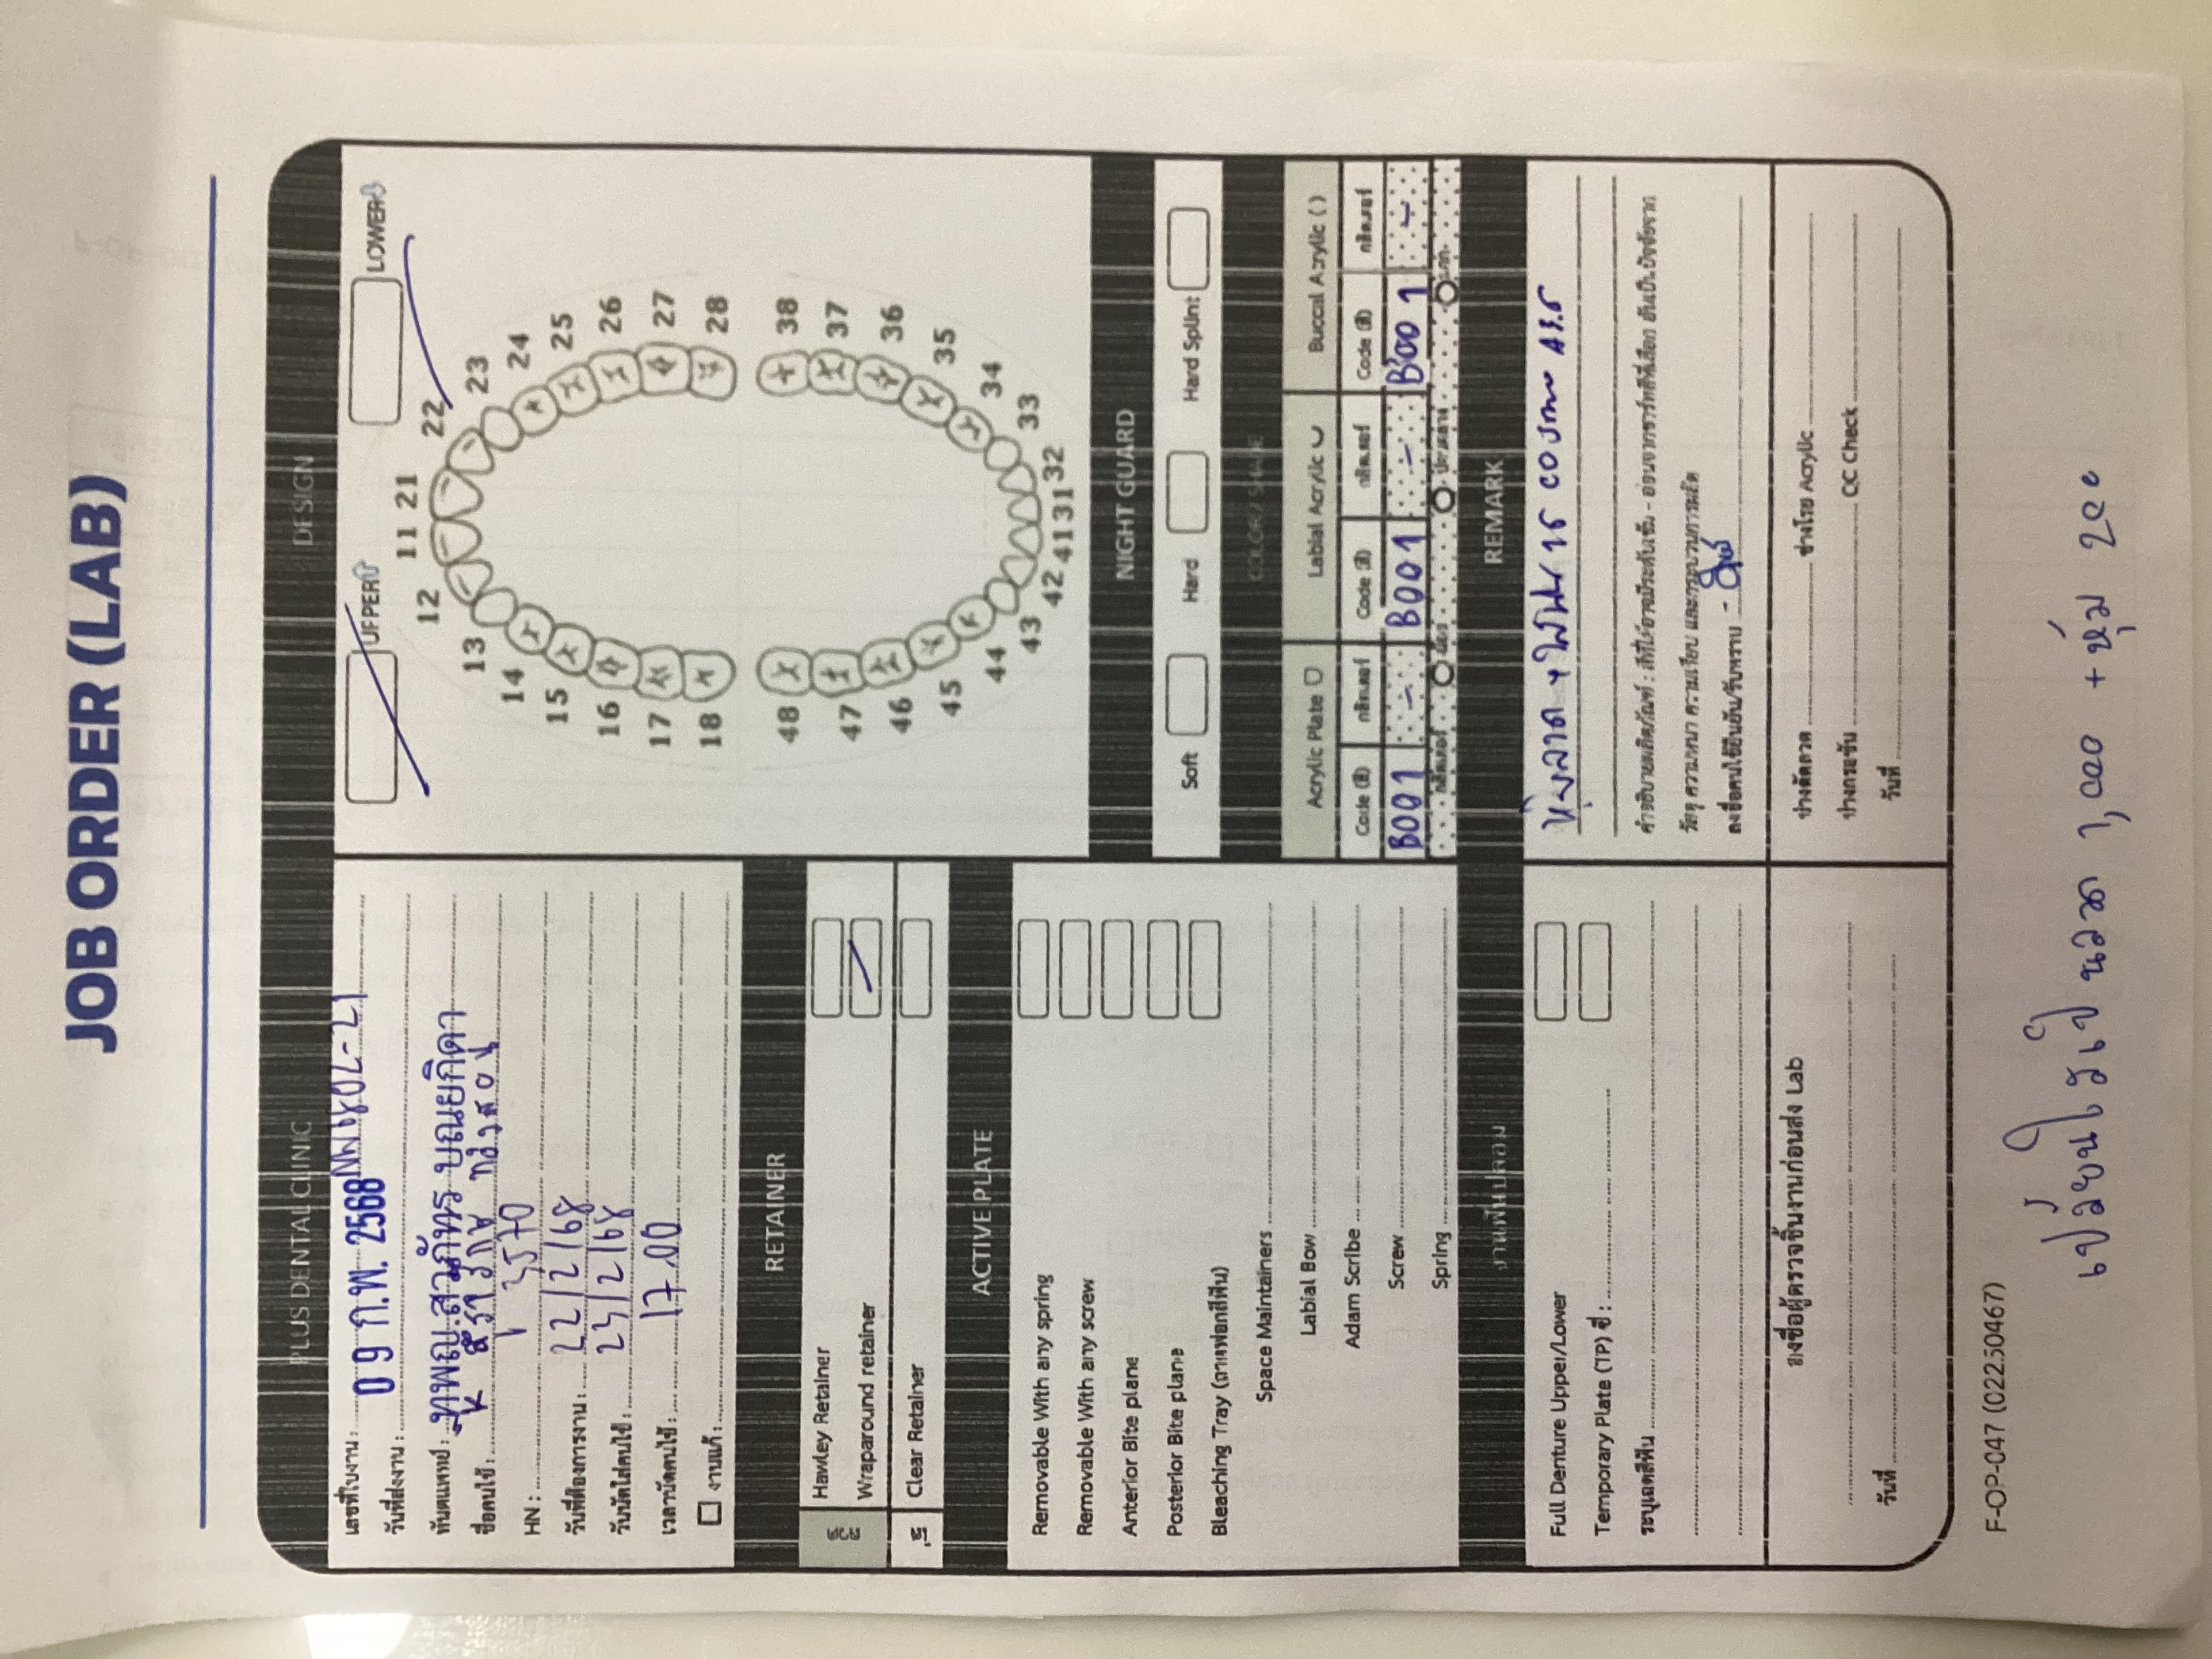 JOB ORDER (LAB)
PLUS DENTAL CLINIC
เลขที่ใบงาน : 6802-21
วันที่ส่งงาน : 09 ก.พ. 2568
ทันตแพทย์ : ทพญ.สุวภัทร บุณยกิดา
ชื่อคนไข้ :
HN : 3570
วันที่ต้องการงาน : 22/2/68
วันนัดใส่คนไข้ : 23/2/68
เวลานัดคนไข้ : 17.00
งานแก้ :
DESIGN
UPPER
LOWER
11 21
12 22
13 23
14 24
15 25
16 26
17 27
18 28
48 38
47 37
46 36
45 35
44 34
43 33
42 41 31 32
RETAINER
ลวด
Hawley Retainer
Wraparound retainer
Clear Retainer
ACTIVE PLATE
Removable With any spring
Removable With any screw
Anterior Bite plane
Posterior Bite plane
Bleaching Tray (ถาดฟอกสีฟัน)
Space Maintainers
Labial Bow
Adam Scribe
Screw
Spring
NIGHT GUARD
Soft
Hard
Hard Splint
COLOR / SHADE
Acrylic Plate
Labial Acrylic
Buccal Acrylic ( )
Code (สี) กลิตเตอร์ Code (สี) กลิตเตอร์ Code (สี) กลิตเตอร์
B001 - B001 - B001 -
กลิตเตอร์ น้อย ปานกลาง มาก
งานฟันปลอม
Full Denture Upper/Lower
Temporary Plate (TP) ซี่ :
ระบุเฉดสีฟัน
REMARK
หุ้มลวด + ใส่ฟัน 15 A3.5
คำอธิบายผลิตภัณฑ์ : สีที่ได้อาจมีระดับเข้ม - อ่อนจากชาร์ทสีที่เลือก อันเป็นปัจจัยจาก
วัสดุ ความหนา ความเรียบ และกระบวนการผลิต
ลงชื่อคนไข้ยืนยัน/รับทราบ
ลงชื่อผู้ตรวจชิ้นงานก่อนส่ง Lab
วันที่
ช่างดัดลวด ช่างโรย Acrylic
ช่างกรอขัด QC Check
วันที่
F-OP-047 (02250467)
เปลี่ยนใสเป็นลวด 1,000 + หุ้ม 200